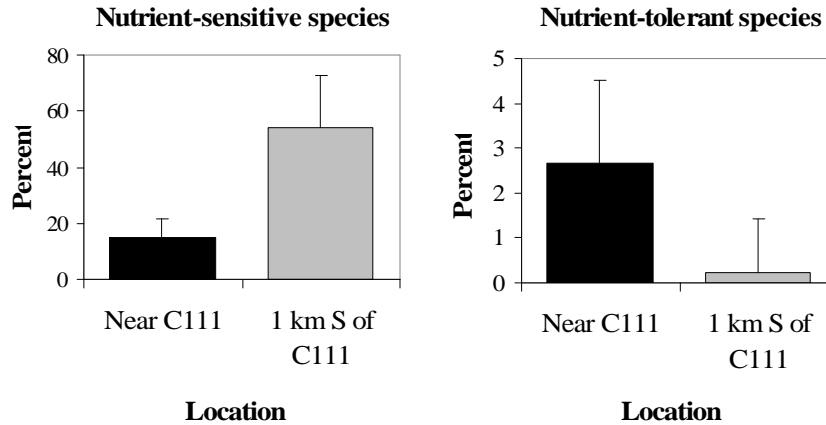 Nutrient-sensitive species
80
60
40
20
0
Percent
Near C111
1 km S of
C111
Location
Nutrient-tolerant species
5
4
3
2
1
0
Percent
Near C111
1 km S of
C111
Location